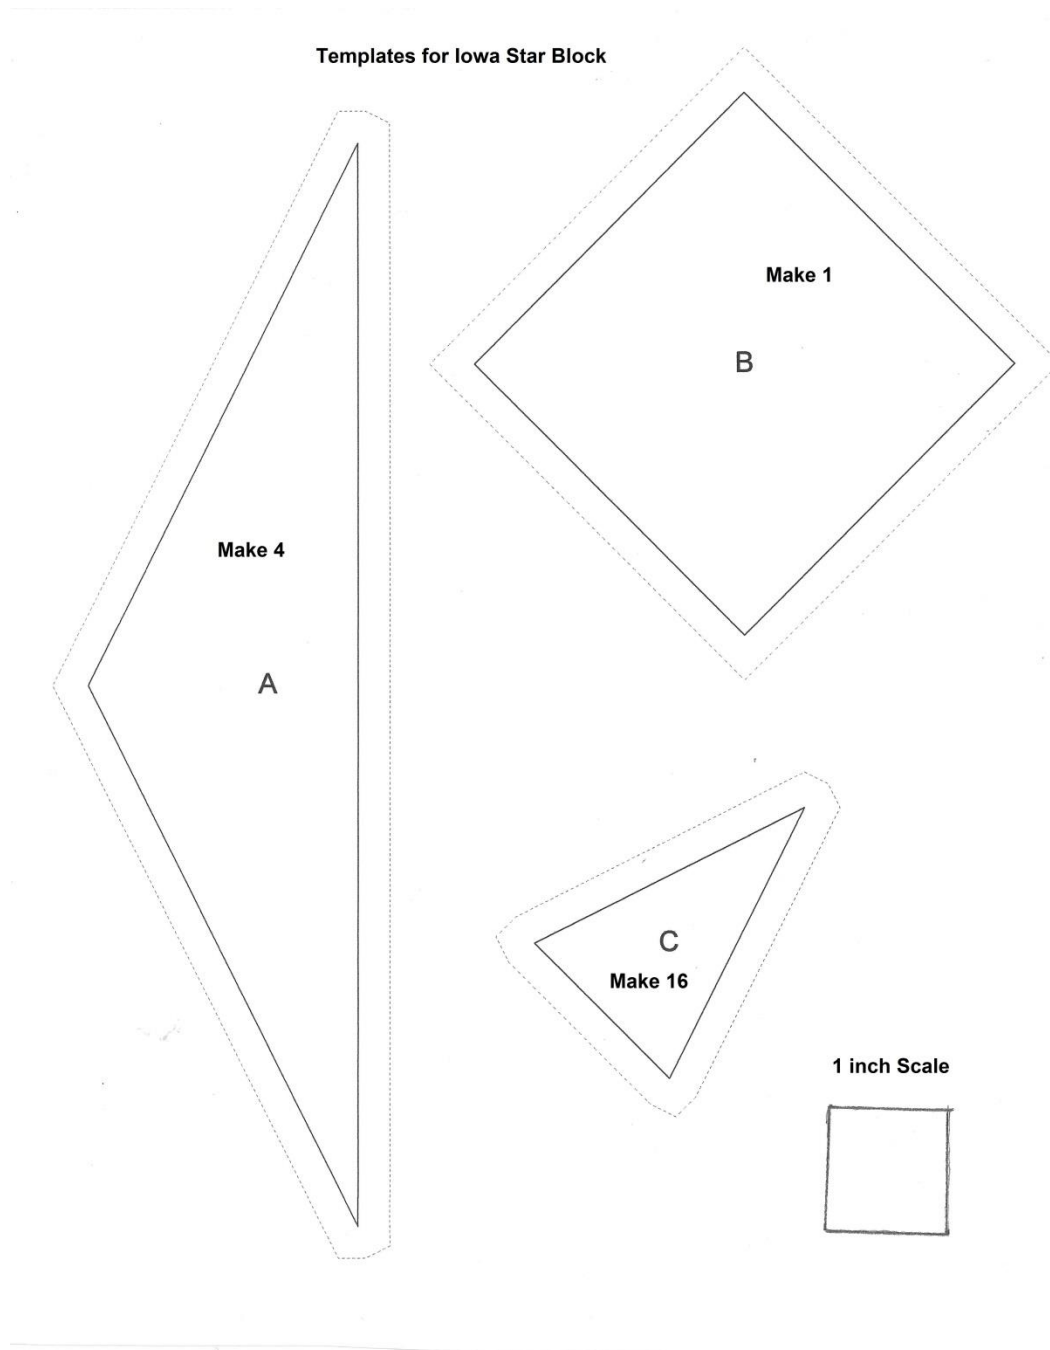 Templates for Iowa Star Block
Make 1
B
Make 4
A
C
Make 16
1 inch Scale